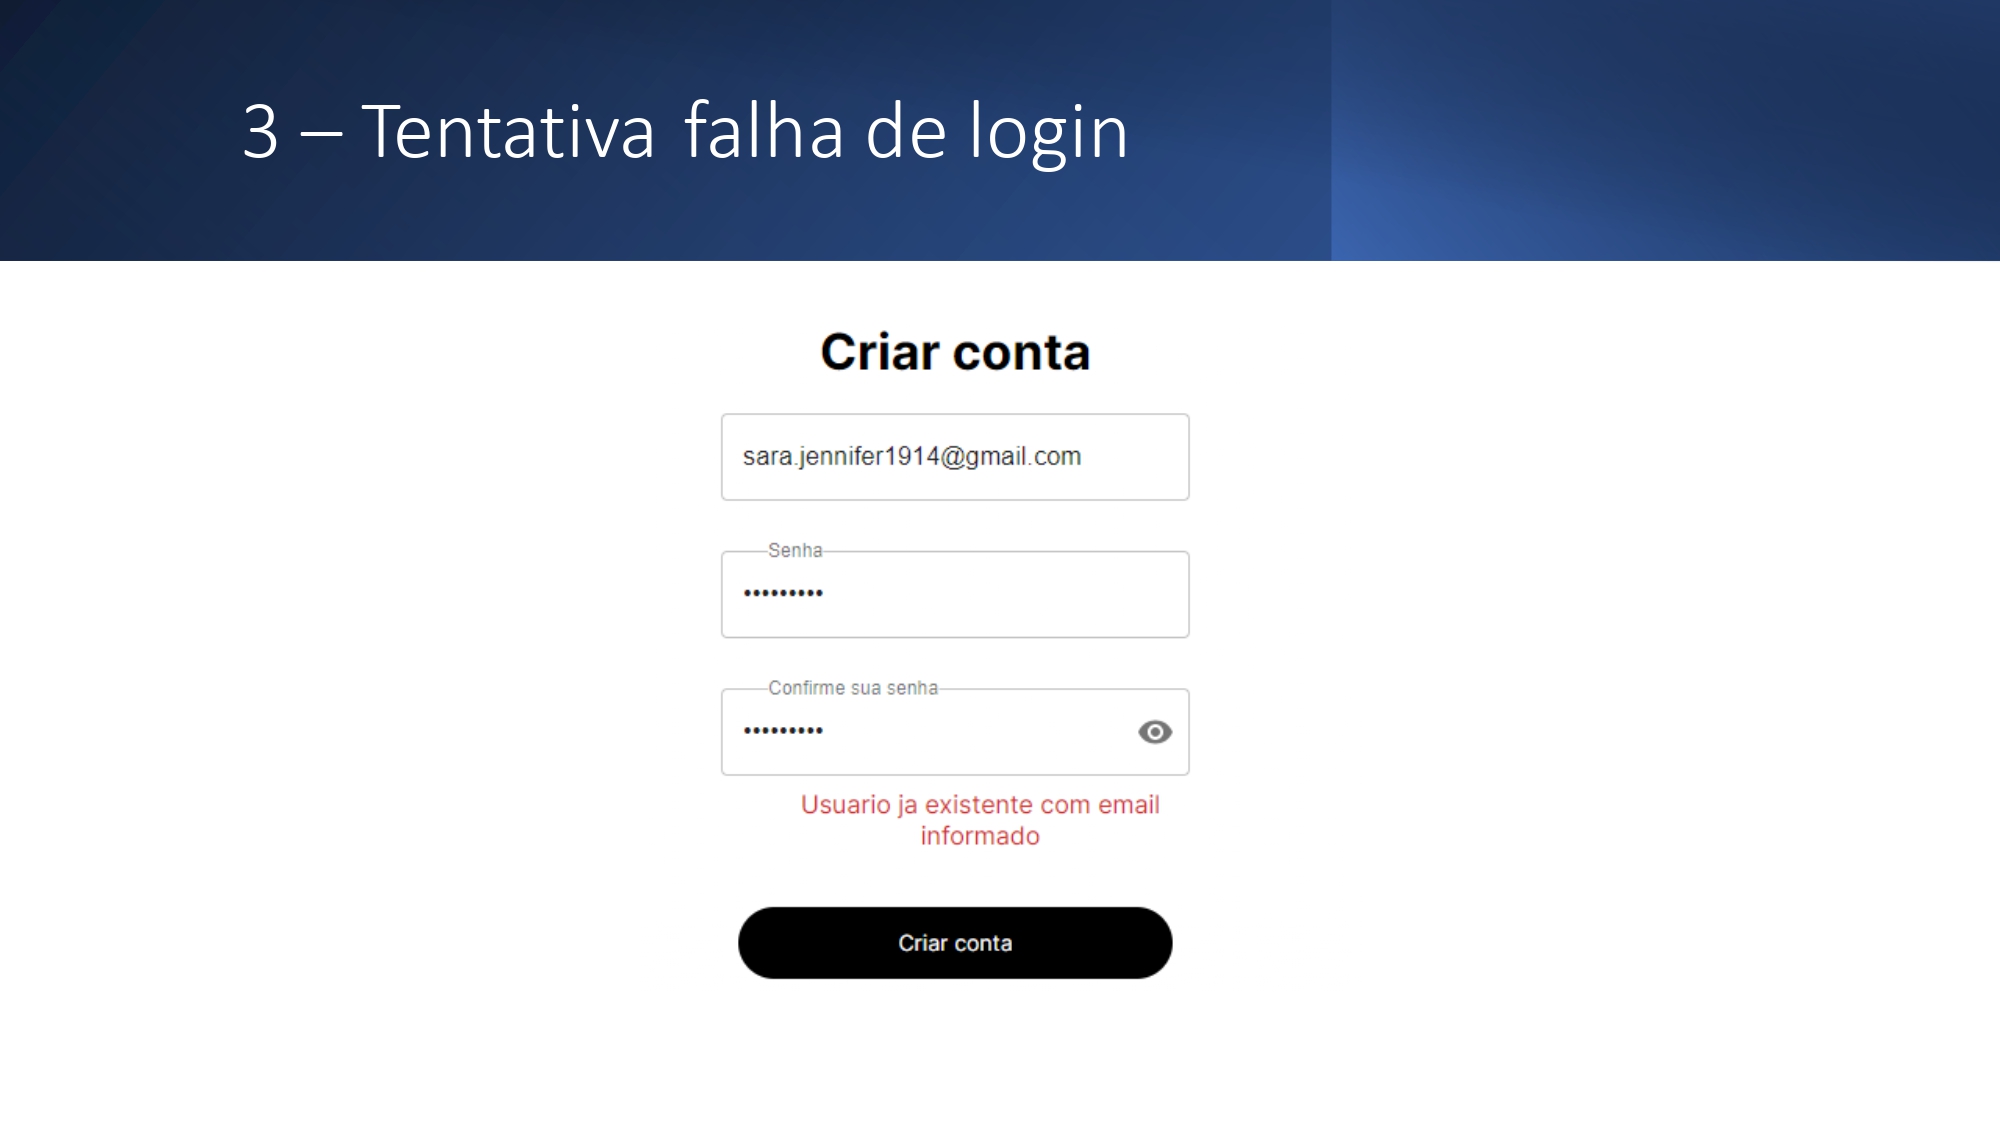 3 – Tentativa falha de login
Criar conta
sara.jennifer1914@gmail.com
Senha
•••••••••
Confirme sua senha
•••••••••
Usuario ja existente com email
informado
Criar conta